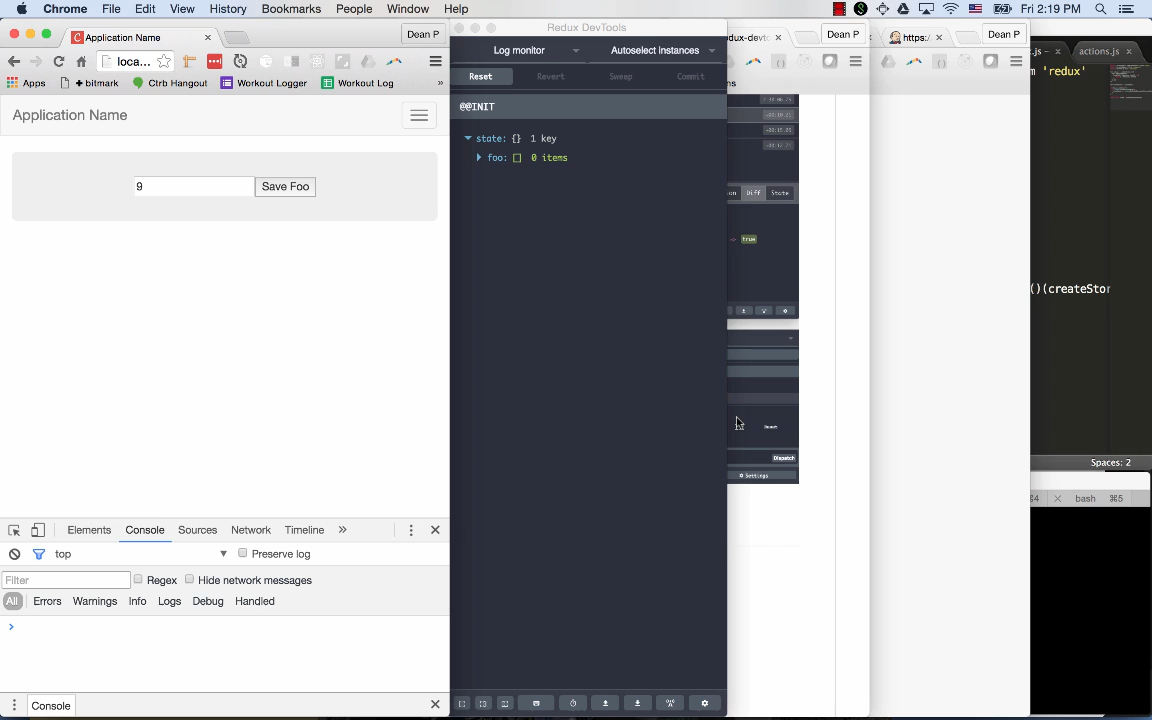 Chrome File Edit View History Bookmarks People Window Help Fri 2:19 PM
Application Name
Dean P
Redux DevTools
Dean P
https:/
Dean P
actions.js
loca...
Log monitor
Autoselect instances
'redux'
Apps
+ bitmark
Ctrb Hangout
Workout Logger
Workout Log
»
Reset
Revert
Sweep
Commit
@@INIT
Application Name
state: {} 1 key
foo: [] 0 items
9
Save Foo
Diff
State
true
()(createStor
Dispatch
Settings
Spaces: 2
bash
⌘5
Elements
Console
Sources
Network
Timeline
»
top
Preserve log
Filter
Regex
Hide network messages
All
Errors
Warnings
Info
Logs
Debug
Handled
Console